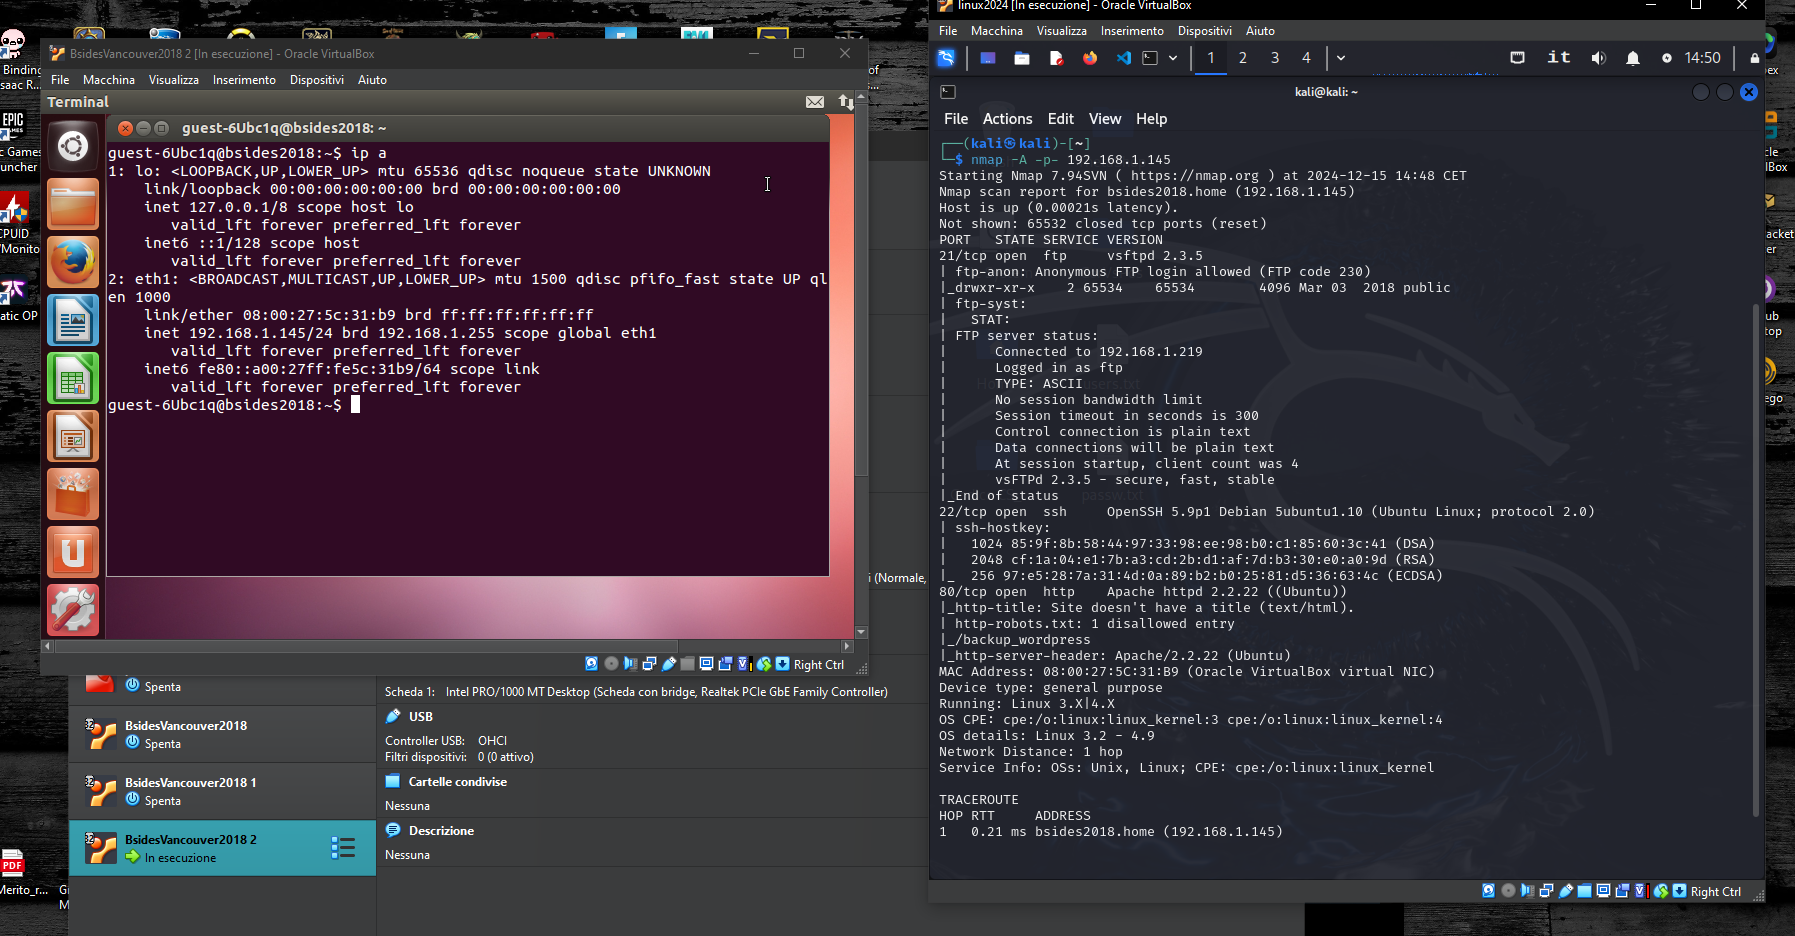 Binding
saac R...
EPIC
GAMES
c Games
uncher
CPUID
/Monito
atic OP
PDF
Merito_r...
BsidesVancouver2018 2 [In esecuzione] - Oracle VirtualBox
File Macchina Visualizza Inserimento Dispositivi Aiuto
Terminal
guest-6Ubc1q@bsides2018: ~
guest-6Ubc1q@bsides2018:~$ ip a
1: lo: <LOOPBACK,UP,LOWER_UP> mtu 65536 qdisc noqueue state UNKNOWN
link/loopback 00:00:00:00:00:00 brd 00:00:00:00:00:00
inet 127.0.0.1/8 scope host lo
valid_lft forever preferred_lft forever
inet6 ::1/128 scope host
valid_lft forever preferred_lft forever
2: eth1: <BROADCAST,MULTICAST,UP,LOWER_UP> mtu 1500 qdisc pfifo_fast state UP ql
en 1000
link/ether 08:00:27:5c:31:b9 brd ff:ff:ff:ff:ff:ff
inet 192.168.1.145/24 brd 192.168.1.255 scope global eth1
valid_lft forever preferred_lft forever
inet6 fe80::a00:27ff:fe5c:31b9/64 scope link
valid_lft forever preferred_lft forever
guest-6Ubc1q@bsides2018:~$
Right Ctrl
of
i (Normale,
Spenta
BsidesVancouver2018
Spenta
BsidesVancouver2018 1
Spenta
BsidesVancouver2018 2
In esecuzione
Scheda 1: Intel PRO/1000 MT Desktop (Scheda con bridge, Realtek PCIe GbE Family Controller)
USB
Controller USB: OHCI
Filtri dispositivi: 0 (0 attivo)
Cartelle condivise
Nessuna
Descrizione
Nessuna
linux2024 [In esecuzione] - Oracle VirtualBox
File Macchina Visualizza Inserimento Dispositivi Aiuto
1 2 3 4 it 14:50
kali@kali: ~
File Actions Edit View Help
(kali㉿kali)-[~]
$ nmap -A -p- 192.168.1.145
Starting Nmap 7.94SVN ( https://nmap.org ) at 2024-12-15 14:48 CET
Nmap scan report for bsides2018.home (192.168.1.145)
Host is up (0.00021s latency).
Not shown: 65532 closed tcp ports (reset)
PORT STATE SERVICE VERSION
21/tcp open ftp vsftpd 2.3.5
| ftp-anon: Anonymous FTP login allowed (FTP code 230)
|_drwxr-xr-x 2 65534 65534 4096 Mar 03 2018 public
| ftp-syst:
| STAT:
| FTP server status:
| Connected to 192.168.1.219
| Logged in as ftp
| TYPE: ASCII
| No session bandwidth limit
| Session timeout in seconds is 300
| Control connection is plain text
| Data connections will be plain text
| At session startup, client count was 4
| vsFTPd 2.3.5 - secure, fast, stable
|_End of status
passw.txt
22/tcp open ssh OpenSSH 5.9p1 Debian 5ubuntu1.10 (Ubuntu Linux; protocol 2.0)
| ssh-hostkey:
| 1024 85:9f:8b:58:44:97:33:98:ee:98:b0:c1:85:60:3c:41 (DSA)
| 2048 cf:1a:04:e1:7b:a3:cd:2b:d1:af:7d:b3:30:e0:a0:9d (RSA)
|_ 256 97:e5:28:7a:31:4d:0a:89:b2:b0:25:81:d5:36:63:4c (ECDSA)
80/tcp open http Apache httpd 2.2.22 ((Ubuntu))
|_http-title: Site doesn't have a title (text/html).
| http-robots.txt: 1 disallowed entry
|_/backup_wordpress
|_http-server-header: Apache/2.2.22 (Ubuntu)
MAC Address: 08:00:27:5C:31:B9 (Oracle VirtualBox virtual NIC)
Device type: general purpose
Running: Linux 3.X|4.X
OS CPE: cpe:/o:linux:linux_kernel:3 cpe:/o:linux:linux_kernel:4
OS details: Linux 3.2 - 4.9
Network Distance: 1 hop
Service Info: OSs: Unix, Linux; CPE: cpe:/o:linux:linux_kernel
TRACEROUTE
HOP RTT ADDRESS
1 0.21 ms bsides2018.home (192.168.1.145)
Right Ctrl